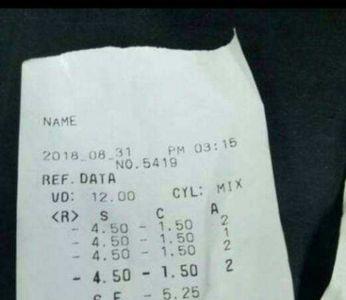 NAME
2018_08_31 PM 03:15
NO.5419
REF.DATA
VD: 12.00 CYL: MIX
<R> S C A
- 4.50 - 1.50 2
- 4.50 - 1.50 1
- 4.50 - 1.50 2
- 4.50 - 1.50 2
S.E. - 5.25